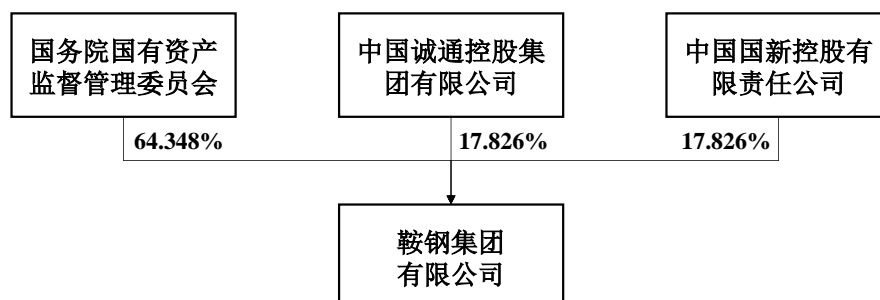 国务院国有资产
监督管理委员会
中国诚通控股集
团有限公司
中国国新控股有
限责任公司
64.348%
17.826%
17.826%
鞍钢集团
有限公司